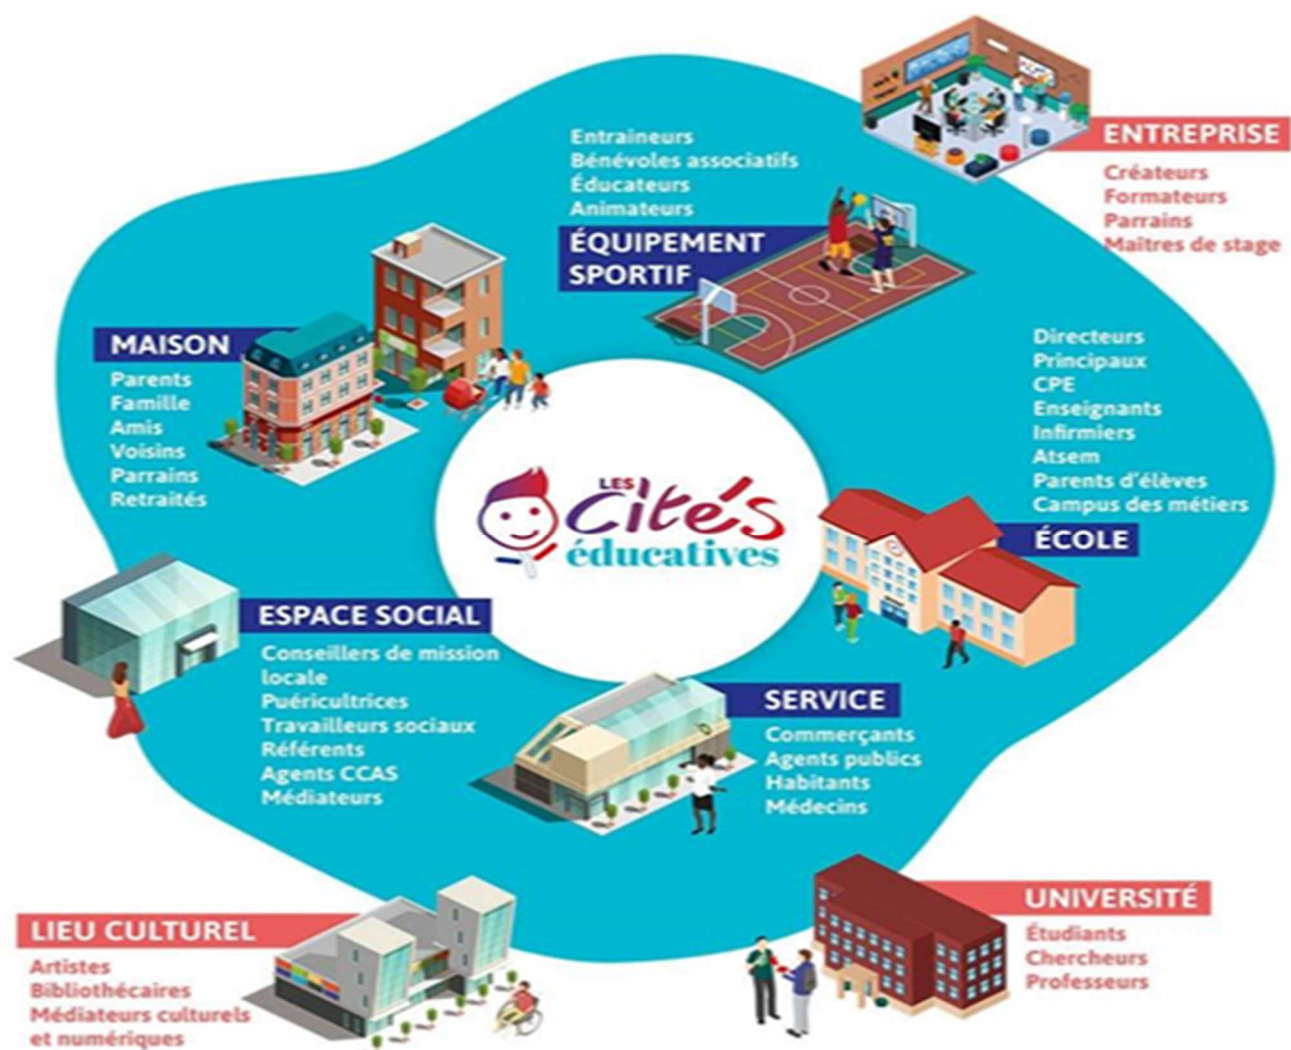 Entraineurs
Bénévoles associatifs
Éducateurs
Animateurs
ÉQUIPEMENT
SPORTIF
ENTREPRISE
Créateurs
Formateurs
Parrains
Maîtres de stage
MAISON
Parents
Famille
Amis
Voisins
Parrains
Retraités
Directeurs
Principaux
CPE
Enseignants
Infirmiers
Atsem
Parents d'élèves
Campus des métiers
ÉCOLE
LES
Cités
éducatives
ESPACE SOCIAL
Conseillers de mission
locale
Puéricultrices
Travailleurs sociaux
Référents
Agents CCAS
Médiateurs
SERVICE
Commerçants
Agents publics
Habitants
Médecins
LIEU CULTUREL
Artistes
Bibliothécaires
Médiateurs culturels
et numériques
UNIVERSITÉ
Étudiants
Chercheurs
Professeurs